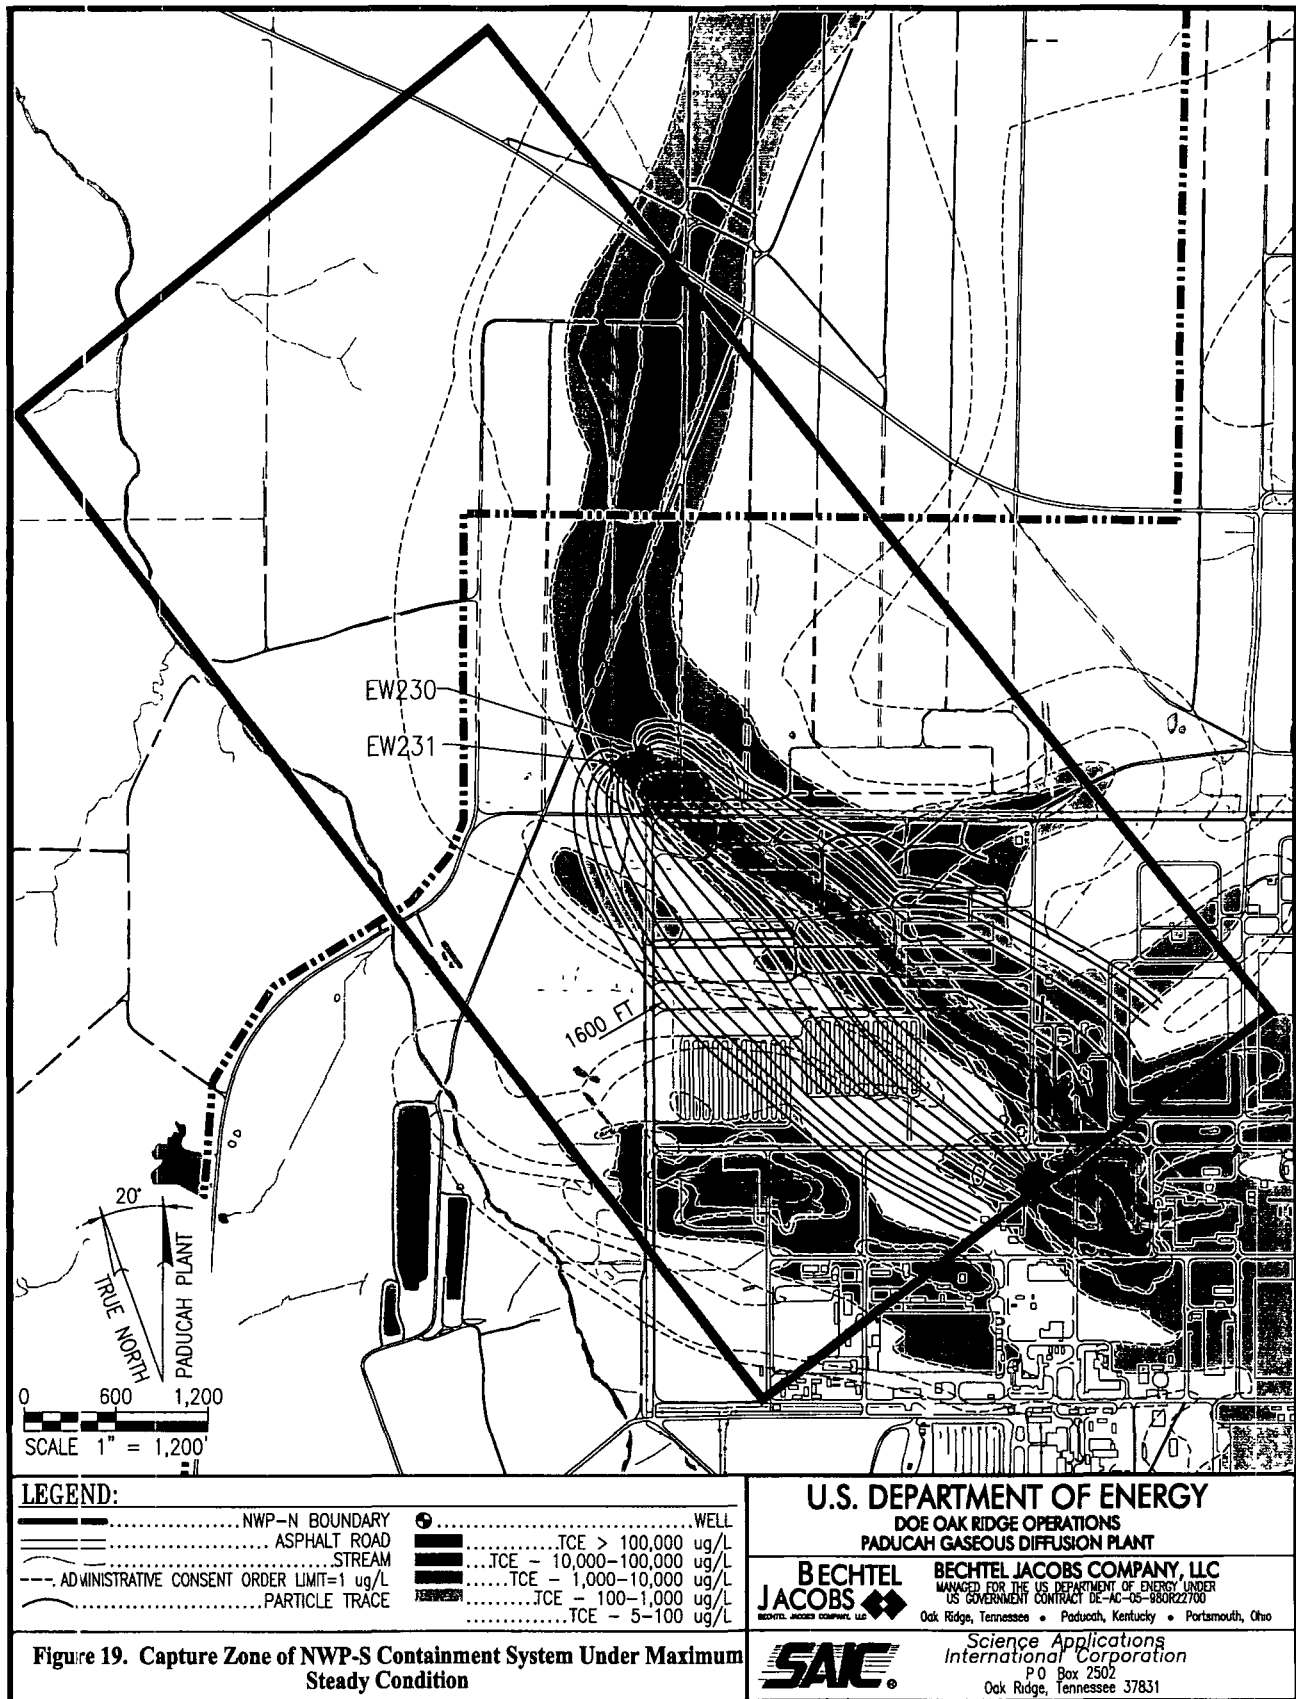 EW230
EW231
1600 FT
20°
TRUE NORTH
PADUCAH PLANT
0 600 1,200
SCALE 1" = 1,200'
LEGEND:
NWP-N BOUNDARY
ASPHALT ROAD
STREAM
ADMINISTRATIVE CONSENT ORDER LIMIT=1 ug/L
PARTICLE TRACE
WELL
TCE > 100,000 ug/L
TCE - 10,000-100,000 ug/L
TCE - 1,000-10,000 ug/L
TCE - 100-1,000 ug/L
TCE - 5-100 ug/L
Figure 19. Capture Zone of NWP-S Containment System Under Maximum
Steady Condition
U.S. DEPARTMENT OF ENERGY
DOE OAK RIDGE OPERATIONS
PADUCAH GASEOUS DIFFUSION PLANT
BECHTEL
JACOBS
BECHTEL JACOBS COMPANY, LLC
BECHTEL JACOBS COMPANY, LLC
MANAGED FOR THE US DEPARTMENT OF ENERGY UNDER
US GOVERNMENT CONTRACT DE-AC-05-98OR22700
Oak Ridge, Tennessee • Paducah, Kentucky • Portsmouth, Ohio
SAIC®
Science Applications
International Corporation
P O Box 2502
Oak Ridge, Tennessee 37831